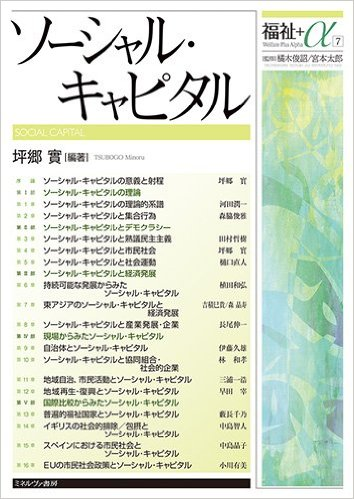 ソーシャル・
キャピタル
SOCIAL CAPITAL
坪郷 實[編著] TSUBOGO Minoru
福祉+α 7
Welfare Plus Alpha
[監修]橘木俊詔/宮本太郎
序論 ソーシャル・キャピタルの意義と射程 坪郷 實
第Ⅰ部 ソーシャル・キャピタルの理論
第1章 ソーシャル・キャピタルの理論的系譜 河田潤一
第2章 ソーシャル・キャピタルと集合行為 森脇俊雅
第Ⅱ部 ソーシャル・キャピタルとデモクラシー
第3章 ソーシャル・キャピタルと熟議民主主義 田村哲樹
第4章 ソーシャル・キャピタルと市民社会 坪郷 實
第5章 ソーシャル・キャピタルと社会運動 樋口直人
第Ⅲ部 ソーシャル・キャピタルと経済発展
第6章 持続可能な発展からみた
ソーシャル・キャピタル 植田和弘
第7章 東アジアのソーシャル・キャピタルと
経済発展 吉積巳貴/森 晶寿
第8章 ソーシャル・キャピタルと産業発展・企業 長尾伸一
第Ⅳ部 現場からみたソーシャル・キャピタル
第9章 自治体とソーシャル・キャピタル 伊藤久雄
第10章 ソーシャル・キャピタルと協同組合・
社会的企業 林 和孝
第11章 地域自治、市民活動とソーシャル・キャピタル 三浦一浩
第12章 地域再生・復興とソーシャル・キャピタル 早田 宰
第Ⅴ部 国際比較からみたソーシャル・キャピタル
第13章 普遍的福祉国家とソーシャル・キャピタル 藪長千乃
第14章 イギリスの社会的排除/包摂と
ソーシャル・キャピタル 中島智人
第15章 スペインにおける市民社会と
ソーシャル・キャピタル 中島晶子
第16章 EUの市民社会政策とソーシャル・キャピタル 小川有美
ミネルヴァ書房